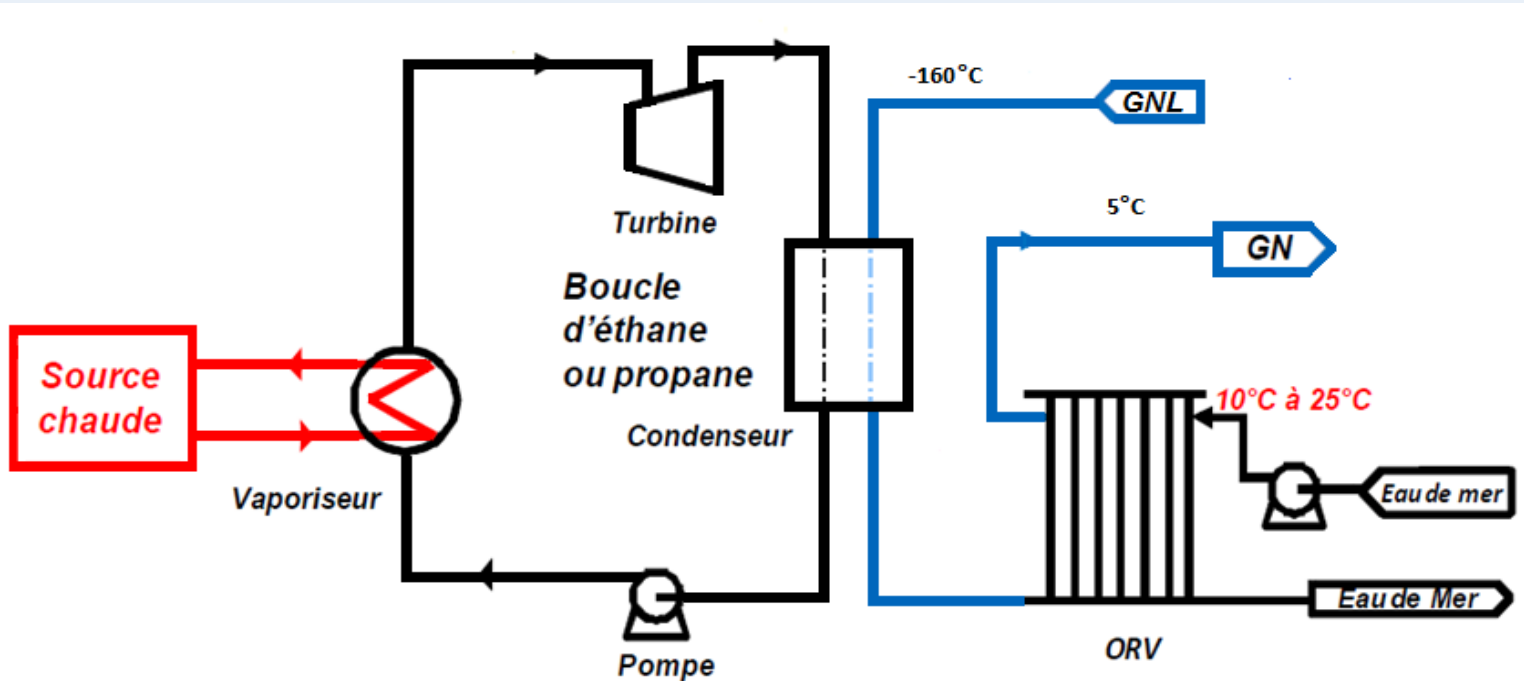 -160°C
GNL
Turbine
5°C
GN
Boucle
d'éthane
ou propane
Source
chaude
10°C à 25°C
Condenseur
Vaporiseur
Eau de mer
Eau de Mer
ORV
Pompe